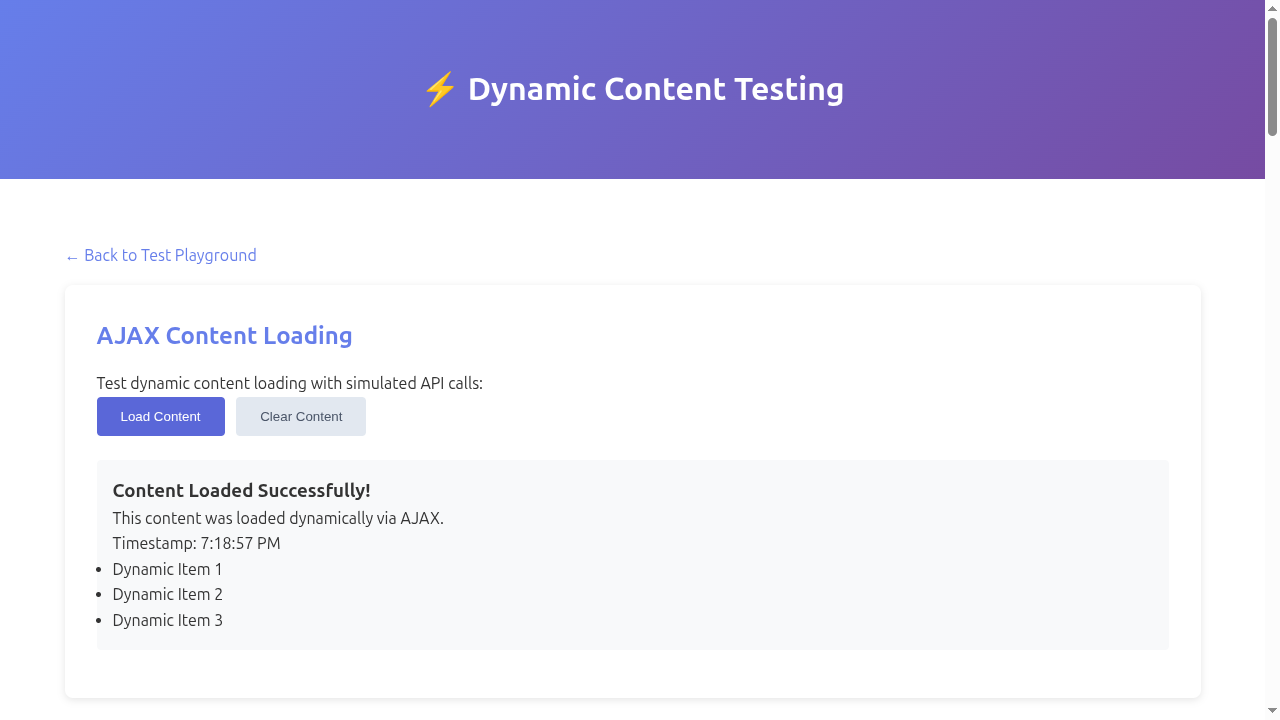 ⚡ Dynamic Content Testing
← Back to Test Playground
AJAX Content Loading
Test dynamic content loading with simulated API calls:
Load Content
Clear Content
Content Loaded Successfully!
This content was loaded dynamically via AJAX.
Timestamp: 7:18:57 PM
• Dynamic Item 1
• Dynamic Item 2
• Dynamic Item 3